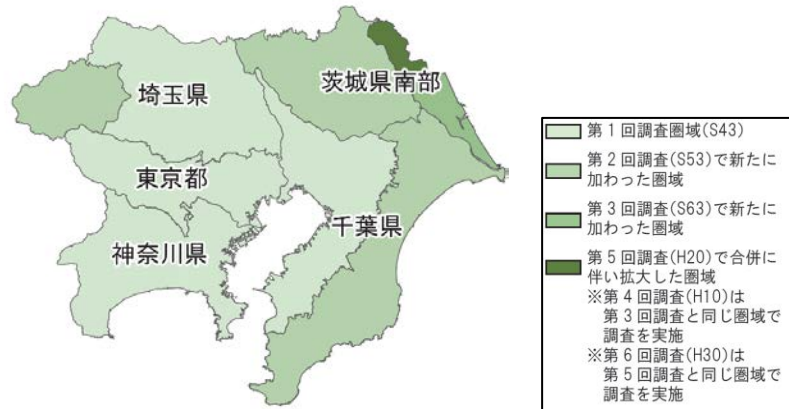 埼玉県
茨城県南部
東京都
千葉県
神奈川県
第1回調査圏域(S43)
第2回調査(S53)で新たに
加わった圏域
第3回調査(S63)で新たに
加わった圏域
第5回調査(H20)で合併に
伴い拡大した圏域
※第4回調査(H10)は
第3回調査と同じ圏域で
調査を実施
※第6回調査(H30)は
第5回調査と同じ圏域で
調査を実施